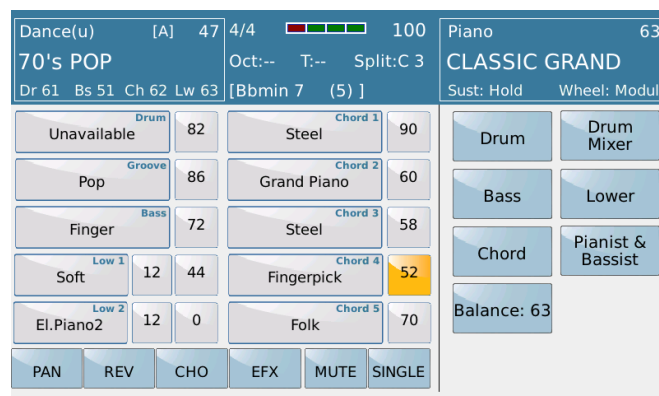 Dance(u) [A] 47
70's POP
Dr 61 Bs 51 Ch 62 Lw 63
4/4 100
Oct:-- T:-- Split:C 3
[Bbmin 7 (5) ]
Piano 63
CLASSIC GRAND
Sust: Hold Wheel: Modul
Drum
Unavailable 82
Groove
Pop 86
Bass
Finger 72
Low 1
Soft 12 44
Low 2
El.Piano2 12 0
Chord 1
Steel 90
Chord 2
Grand Piano 60
Chord 3
Steel 58
Chord 4
Fingerpick 52
Chord 5
Folk 70
Drum
Drum
Mixer
Bass
Lower
Chord
Pianist &
Bassist
Balance: 63
PAN REV CHO EFX MUTE SINGLE